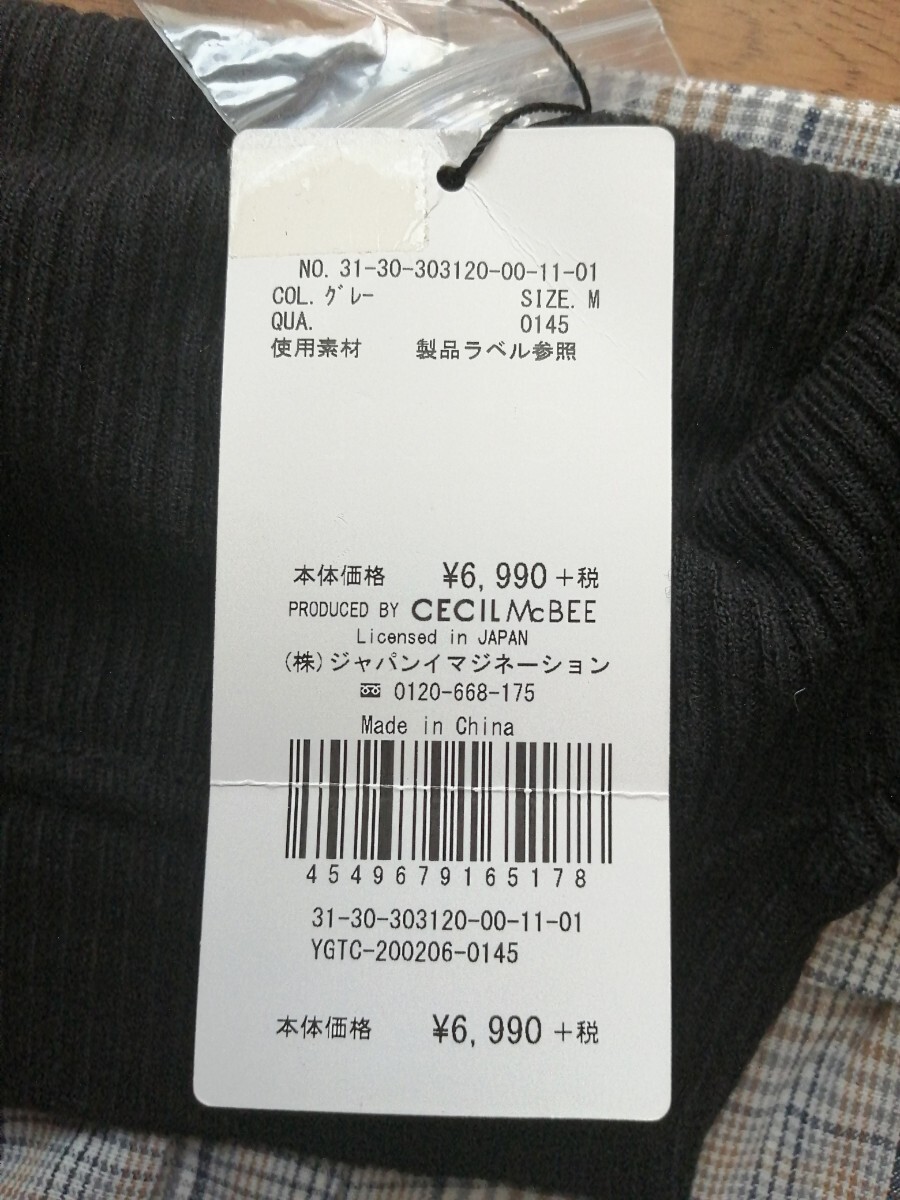 NO. 31-30-303120-00-11-01
COL. グレー SIZE. M
QUA. 0145
使用素材 製品ラベル参照
本体価格 ¥6,990 +税
PRODUCED BY CECIL McBEE
Licensed in JAPAN
(株)ジャパンイマジネーション
0120-668-175
Made in China
4549679165178
31-30-303120-00-11-01
YGTC-200206-0145
本体価格 ¥6,990 +税